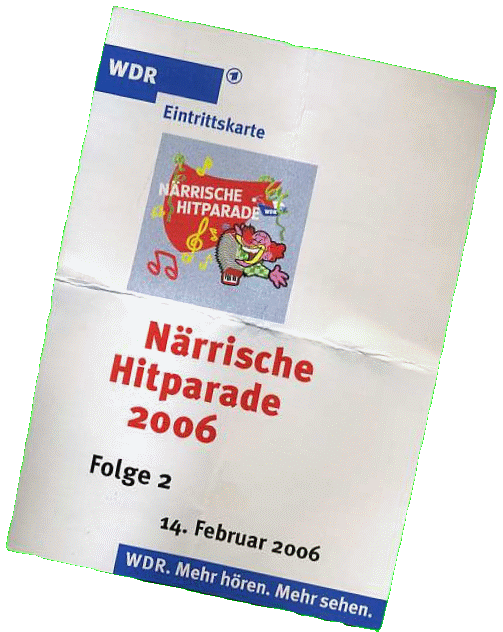 WDR
Eintrittskarte
NÄRRISCHE
HITPARADE
WDR
Närrische
Hitparade
2006
Folge 2
14. Februar 2006
WDR. Mehr hören. Mehr sehen.